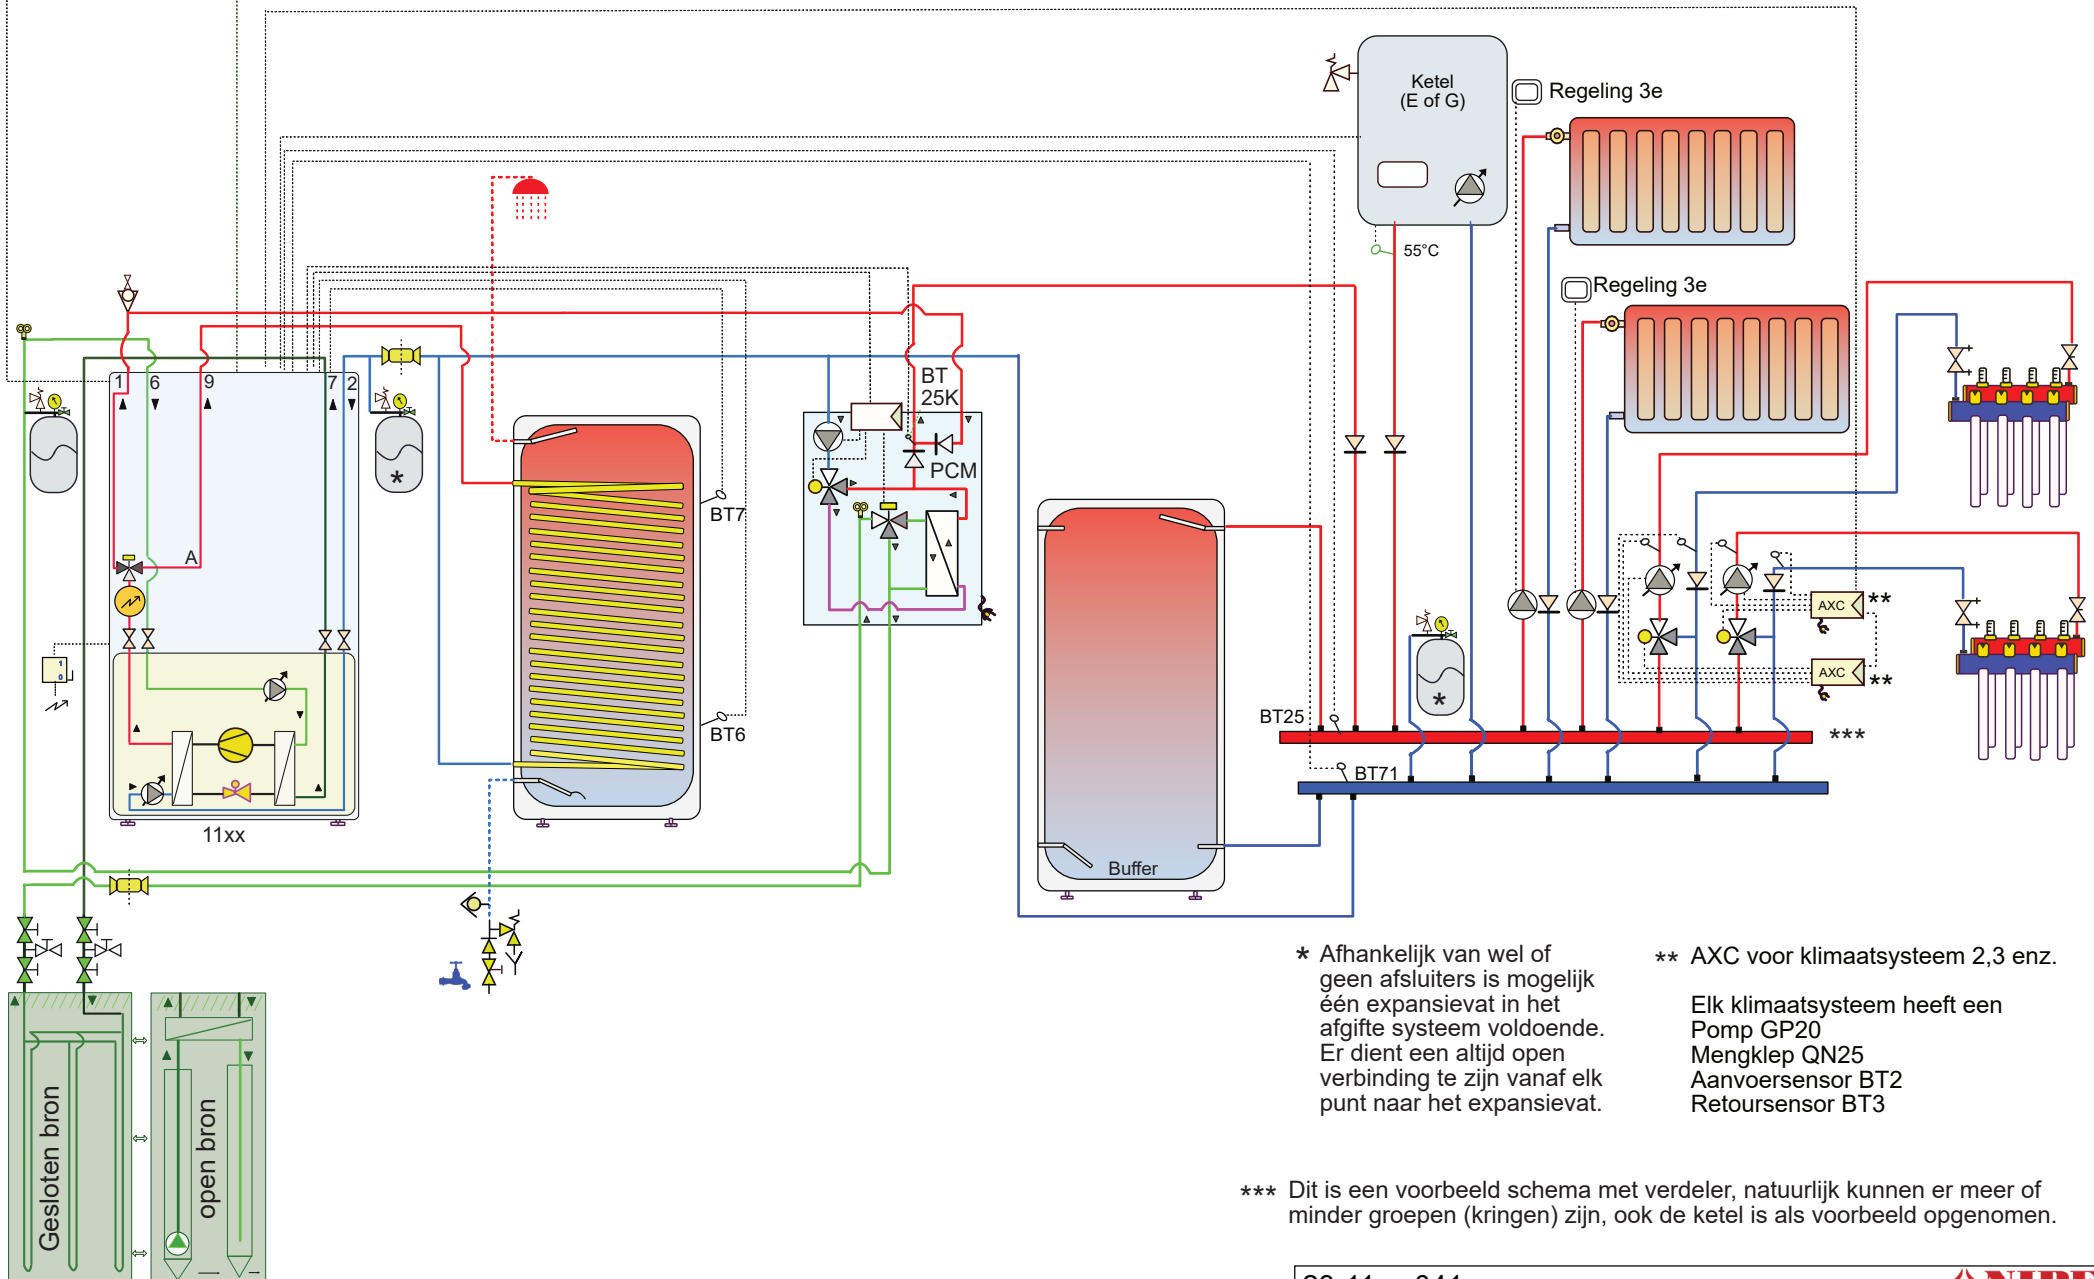 Ketel
(E of G)
Regeling 3e
55°C
Regeling 3e
1 6 9 7 2
BT
25K
*
PCM
BT7
A
AXC **
1
0
AXC **
*
BT25
***
BT6
BT71
11xx
Buffer
* Afhankelijk van wel of
geen afsluiters is mogelijk
één expansievat in het
afgifte systeem voldoende.
Er dient een altijd open
verbinding te zijn vanaf elk
punt naar het expansievat.
** AXC voor klimaatsysteem 2,3 enz.
Elk klimaatsysteem heeft een
Pomp GP20
Mengklep QN25
Aanvoersensor BT2
Retoursensor BT3
Gesloten bron
open bron
*** Dit is een voorbeeld schema met verdeler, natuurlijk kunnen er meer of
minder groepen (kringen) zijn, ook de ketel is als voorbeeld opgenomen.